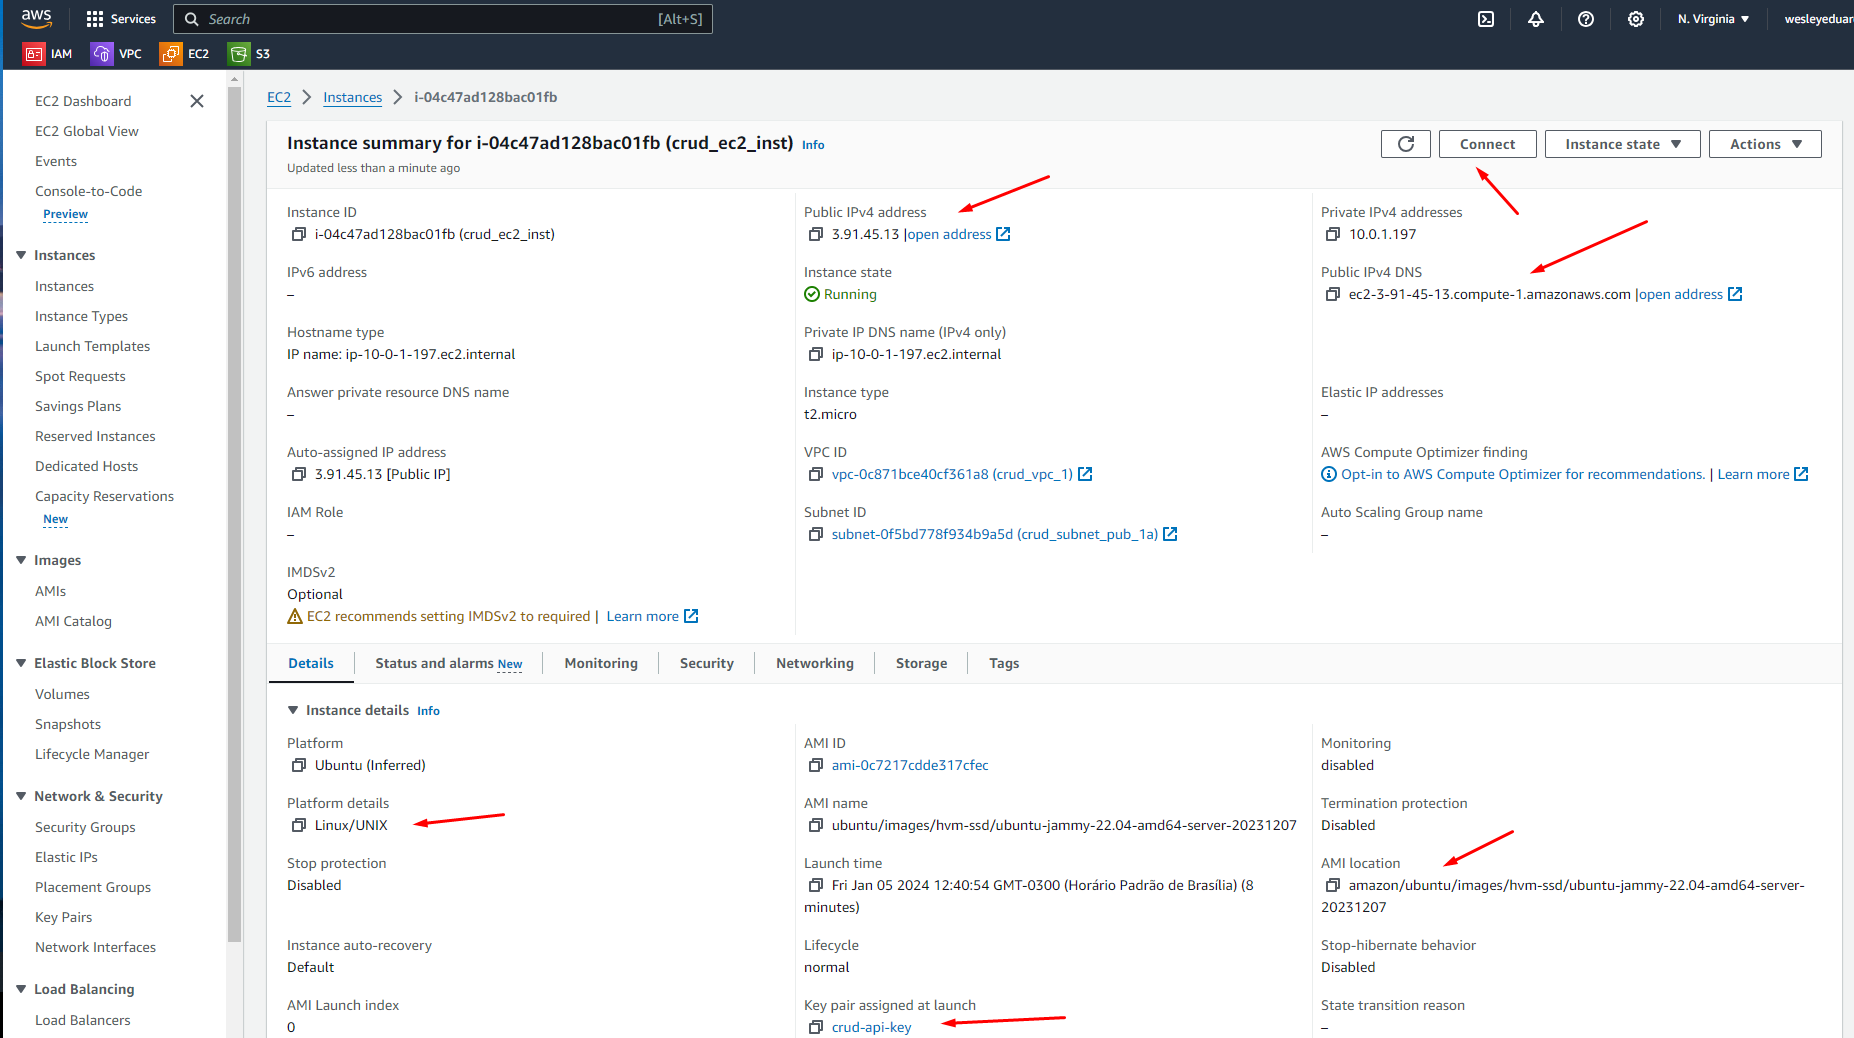 aws
Services
Search
[Alt+S]
N. Virginia
wesleyeduar
IAM
VPC
EC2
S3
EC2 Dashboard
EC2 Global View
Events
Console-to-Code
Preview
Instances
Instances
Instance Types
Launch Templates
Spot Requests
Savings Plans
Reserved Instances
Dedicated Hosts
Capacity Reservations
New
Images
AMIs
AMI Catalog
Elastic Block Store
Volumes
Snapshots
Lifecycle Manager
Network & Security
Security Groups
Elastic IPs
Placement Groups
Key Pairs
Network Interfaces
Load Balancing
Load Balancers
EC2
Instances
i-04c47ad128bac01fb
Instance summary for i-04c47ad128bac01fb (crud_ec2_inst) Info
Updated less than a minute ago
Connect
Instance state
Actions
Instance ID
i-04c47ad128bac01fb (crud_ec2_inst)
Public IPv4 address
3.91.45.13 |open address
Private IPv4 addresses
10.0.1.197
IPv6 address
–
Instance state
Running
Public IPv4 DNS
ec2-3-91-45-13.compute-1.amazonaws.com |open address
Hostname type
IP name: ip-10-0-1-197.ec2.internal
Private IP DNS name (IPv4 only)
ip-10-0-1-197.ec2.internal
Answer private resource DNS name
–
Instance type
t2.micro
Elastic IP addresses
–
Auto-assigned IP address
3.91.45.13 [Public IP]
VPC ID
vpc-0c871bce40cf361a8 (crud_vpc_1)
AWS Compute Optimizer finding
Opt-in to AWS Compute Optimizer for recommendations. | Learn more
IAM Role
–
Subnet ID
subnet-0f5bd778f934b9a5d (crud_subnet_pub_1a)
Auto Scaling Group name
–
IMDSv2
Optional
EC2 recommends setting IMDSv2 to required | Learn more
Details
Status and alarms New
Monitoring
Security
Networking
Storage
Tags
Instance details Info
Platform
Ubuntu (Inferred)
AMI ID
ami-0c7217cdde317cfec
Monitoring
disabled
Platform details
Linux/UNIX
AMI name
ubuntu/images/hvm-ssd/ubuntu-jammy-22.04-amd64-server-20231207
Termination protection
Disabled
Stop protection
Disabled
Launch time
Fri Jan 05 2024 12:40:54 GMT-0300 (Horário Padrão de Brasília) (8
minutes)
AMI location
amazon/ubuntu/images/hvm-ssd/ubuntu-jammy-22.04-amd64-server-
20231207
Instance auto-recovery
Default
Lifecycle
normal
Stop-hibernate behavior
Disabled
AMI Launch index
0
Key pair assigned at launch
crud-api-key
State transition reason
–